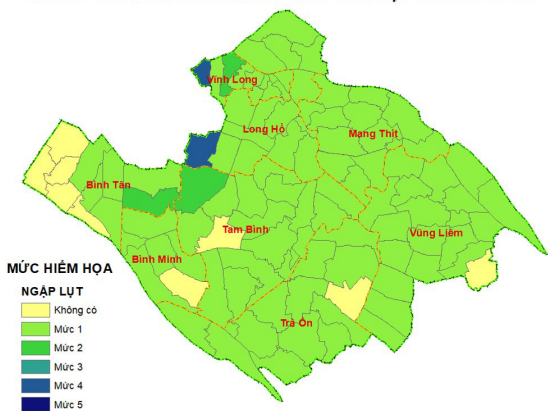 Vĩnh Long
Long Hồ
Mang Thít
Bình Tân
Tam Bình
Vũng Liêm
Bình Minh
Trà Ôn
MỨC HIỂM HỌA
NGẬP LỤT
Không có
Mức 1
Mức 2
Mức 3
Mức 4
Mức 5